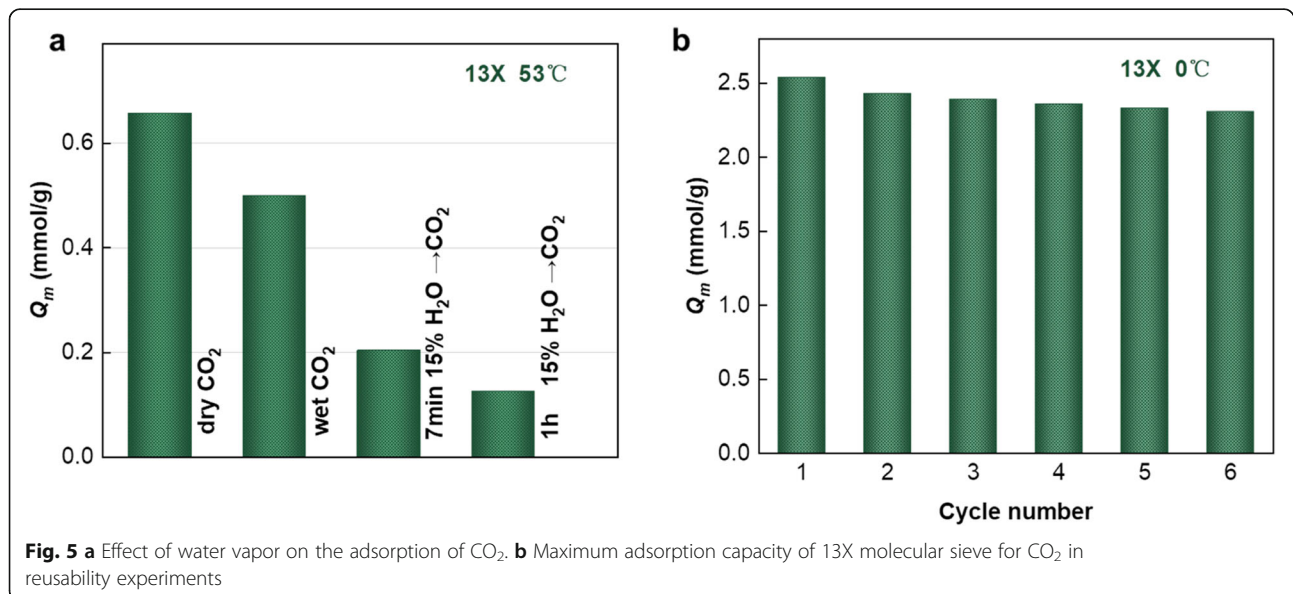 a
13X 53℃
0.6
0.4
0.2
0.0
Qm (mmol/g)
dry CO2
wet CO2
7min 15% H2O →CO2
1h 15% H2O →CO2
b
13X 0℃
2.5
2.0
1.5
1.0
0.5
0.0
Qm (mmol/g)
1 2 3 4 5 6
Cycle number
Fig. 5 a Effect of water vapor on the adsorption of CO2. b Maximum adsorption capacity of 13X molecular sieve for CO2 in
reusability experiments